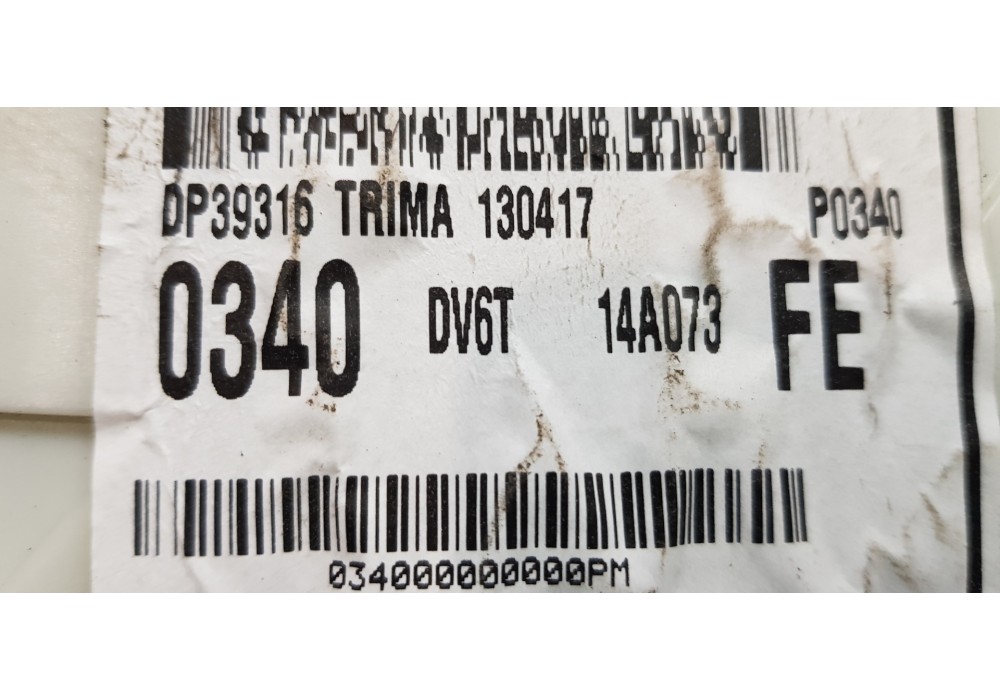 DP39316 TRIMA 130417 P0340
0340 DV6T 14A073 FE
034000000000PM